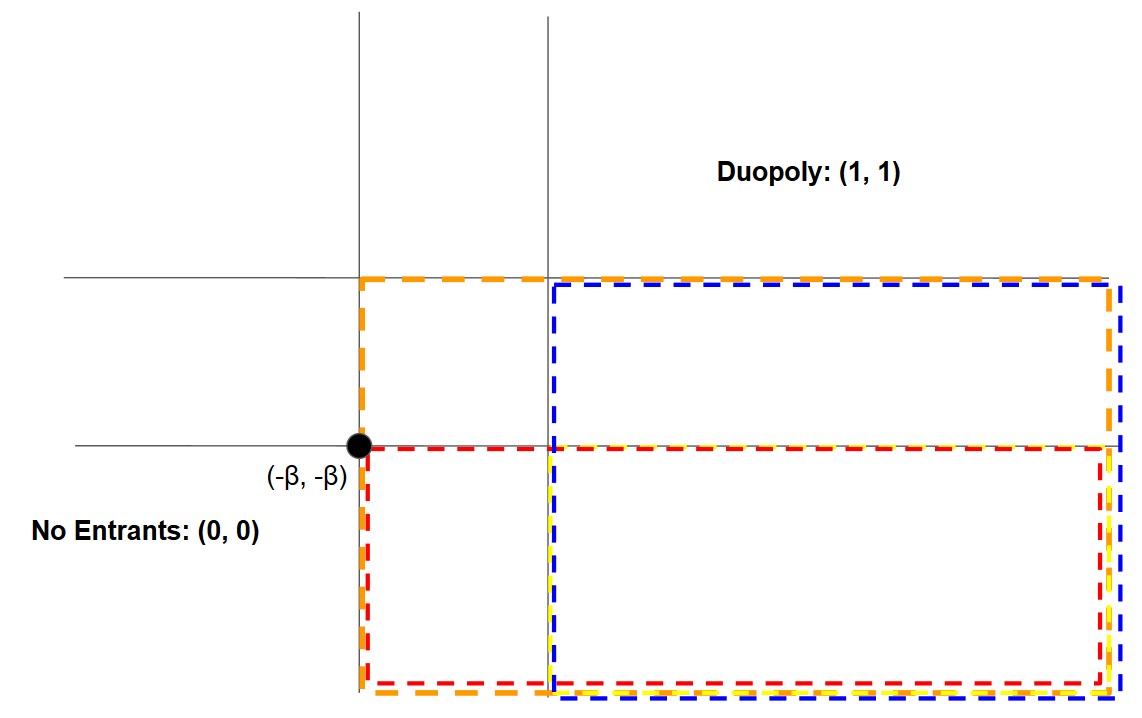 Duopoly: (1, 1)
(-β, -β)
No Entrants: (0, 0)